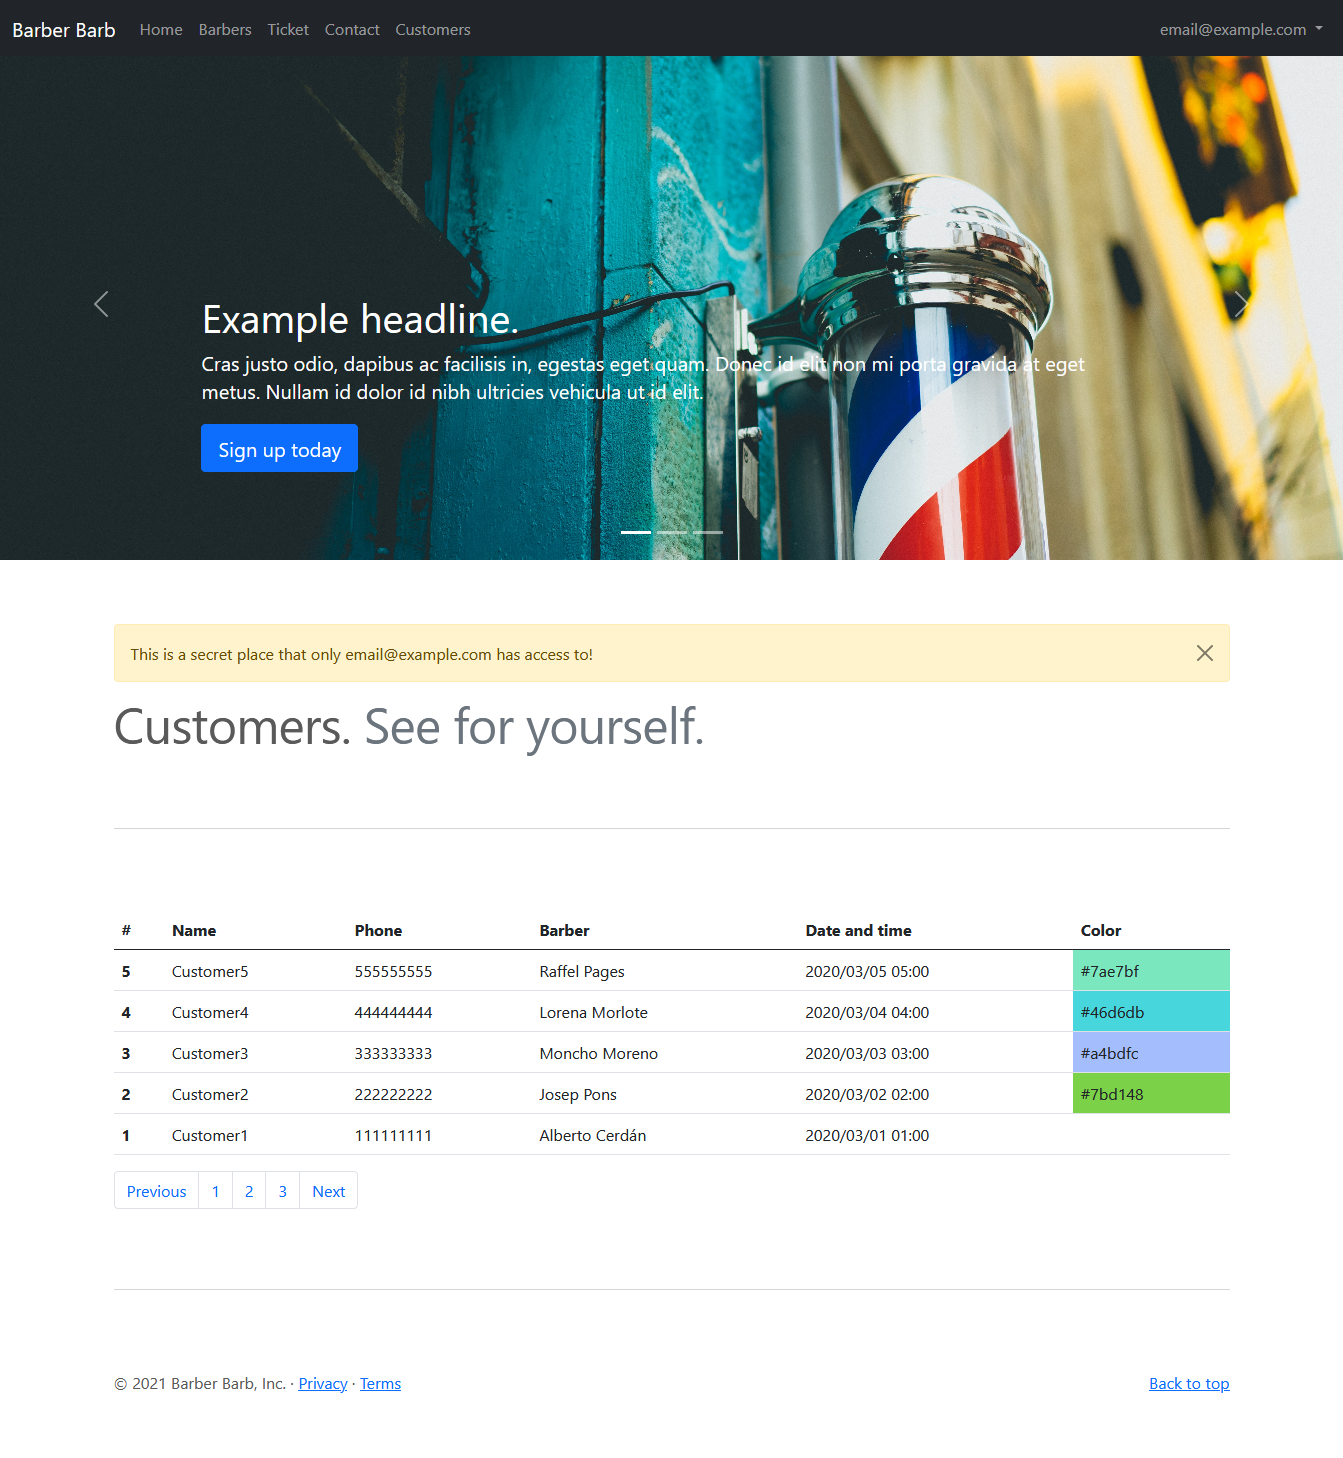 Barber Barb Home Barbers Ticket Contact Customers email@example.com
Example headline.
Cras justo odio, dapibus ac facilisis in, egestas eget quam. Donec id elit non mi porta gravida at eget
metus. Nullam id dolor id nibh ultricies vehicula ut id elit.
Sign up today
This is a secret place that only email@example.com has access to!
Customers. See for yourself.
# Name Phone Barber Date and time Color
5 Customer5 555555555 Raffel Pages 2020/03/05 05:00 #7ae7bf
4 Customer4 444444444 Lorena Morlote 2020/03/04 04:00 #46d6db
3 Customer3 333333333 Moncho Moreno 2020/03/03 03:00 #a4bdfc
2 Customer2 222222222 Josep Pons 2020/03/02 02:00 #7bd148
1 Customer1 111111111 Alberto Cerdán 2020/03/01 01:00
Previous 1 2 3 Next
© 2021 Barber Barb, Inc. · Privacy · Terms Back to top